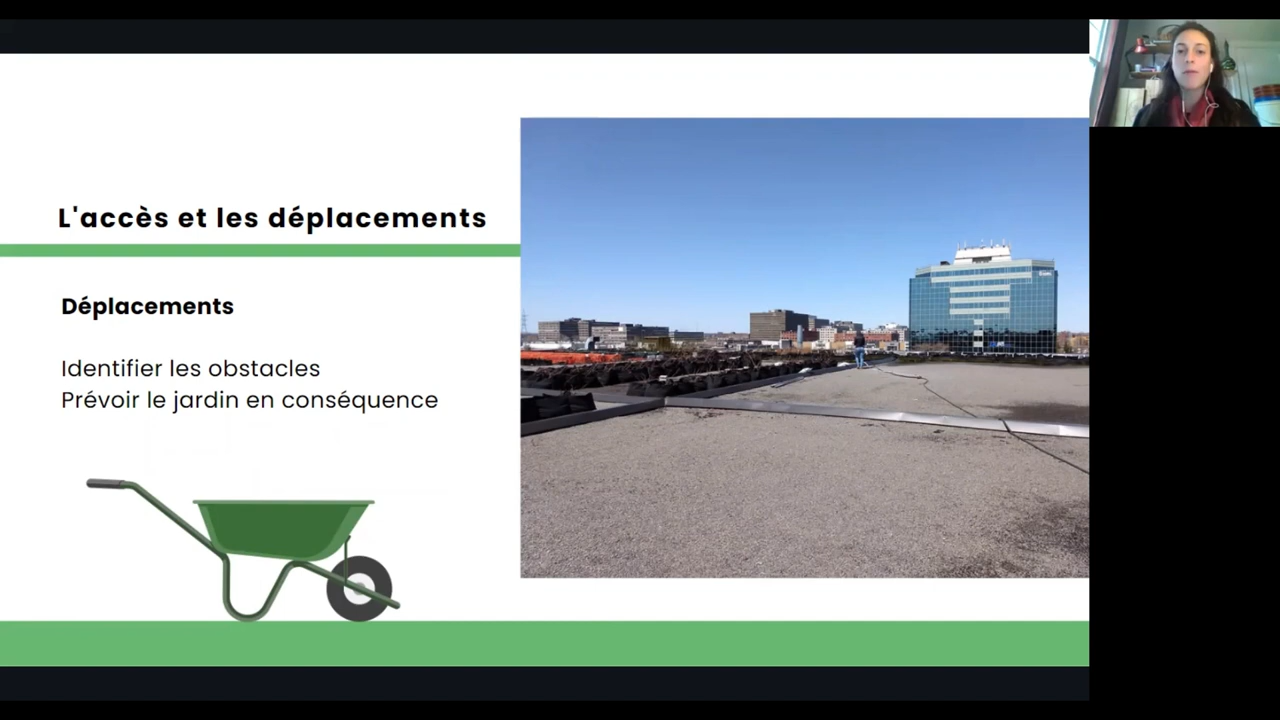 L'accès et les déplacements
Déplacements
Identifier les obstacles
Prévoir le jardin en conséquence